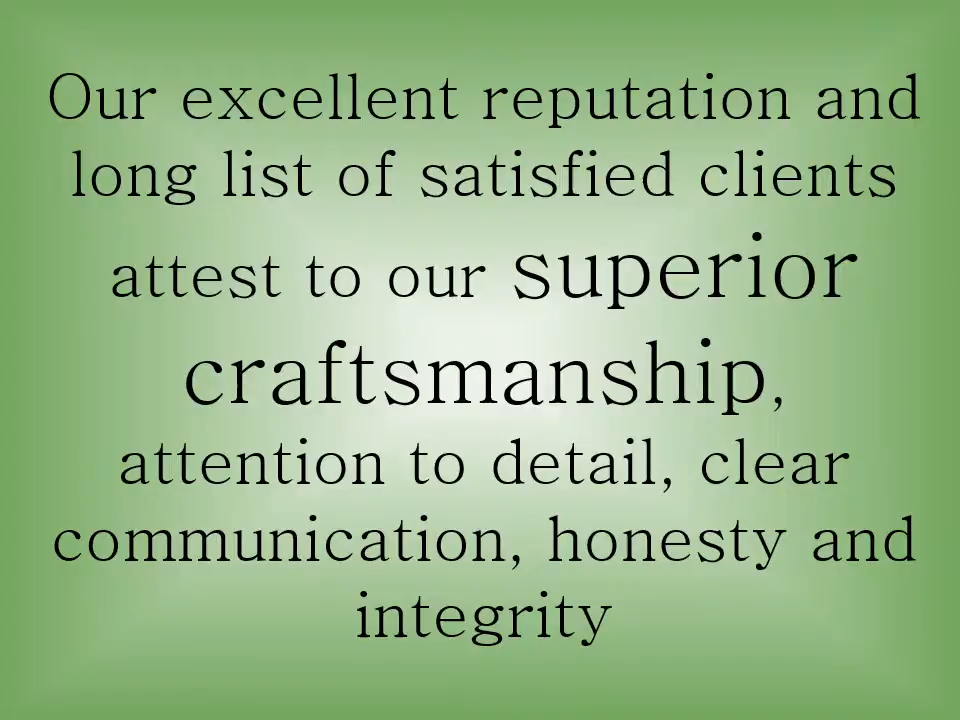 Our excellent reputation and
long list of satisfied clients
attest to our superior
craftsmanship,
attention to detail, clear
communication, honesty and
integrity